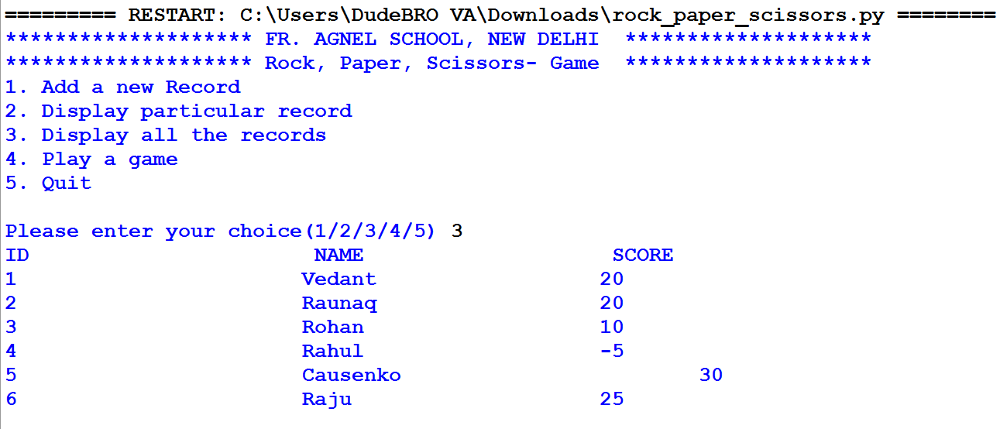 ========= RESTART: C:\Users\DudeBRO VA\Downloads\rock_paper_scissors.py ========
******************** FR. AGNEL SCHOOL, NEW DELHI  ********************
******************** Rock, Paper, Scissors- Game  ********************
1. Add a new Record
2. Display particular record
3. Display all the records
4. Play a game
5. Quit
Please enter your choice(1/2/3/4/5) 3
ID NAME SCORE
1 Vedant 20
2 Raunaq 20
3 Rohan 10
4 Rahul -5
5 Causenko 30
6 Raju 25